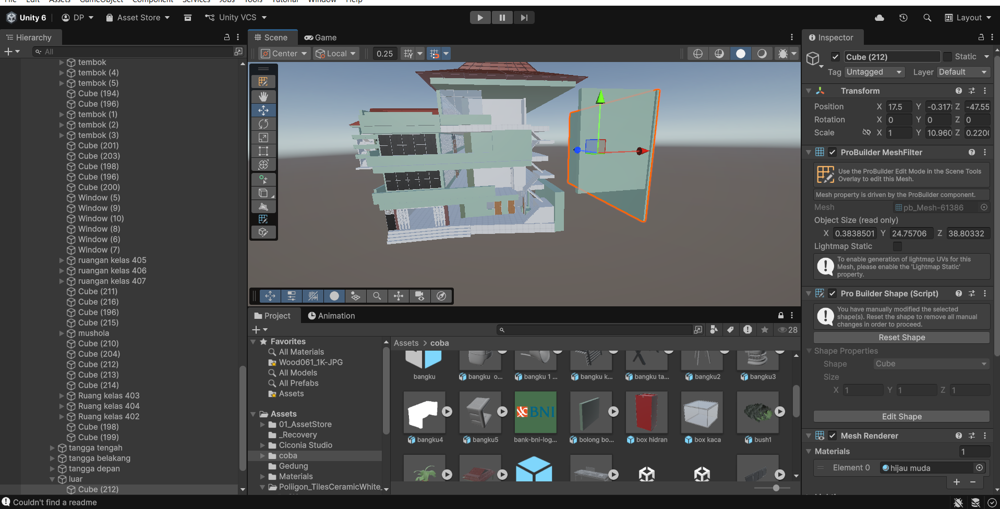 File Edit Assets GameObject Component Services Jobs Tools Tutorial Window Help
Unity 6 DP Asset Store Unity VCS Layout
Hierarchy
All
tembok
tembok (4)
tembok (5)
Cube (194)
Cube (196)
tembok (1)
tembok (2)
tembok (3)
Cube (201)
Cube (203)
Cube (198)
Cube (196)
Cube (200)
Window (5)
Window (9)
Window (10)
Window (8)
Window (6)
Window (7)
ruangan kelas 405
ruangan kelas 406
ruangan kelas 407
Cube (211)
Cube (216)
Cube (196)
Cube (215)
mushola
Cube (210)
Cube (204)
Cube (212)
Cube (213)
Cube (214)
Ruang kelas 403
Ruang kelas 404
Ruang kelas 402
Cube (198)
Cube (199)
tangga tengah
tangga belakang
tangga depan
luar
Cube (212)
Scene Game
Center Local 0.25
Project Animation
28
Favorites
All Materials
Wood061_1K-JPG
All Models
All Prefabs
Assets
Assets
01_AssetStore
_Recovery
Ciconia Studio
coba
Gedung
Materials
Poliigon_TilesCeramicWhite_
Assets > coba
bangku bangku o... bangku 1 ... bangku k... bangku ta... bangku2 bangku3
BNI
bangku4 bangku5 bank-bni-log... bolong bo... box hidran box kaca bush1
Inspector
Cube (212) Static
Tag Untagged Layer Default
Transform
Position X 17.5 Y -0.317 Z -47.55
Rotation X 0 Y 0 Z 0
Scale X 1 Y 10.960 Z 0.220
ProBuilder MeshFilter
Use the ProBuilder Edit Mode in the Scene Tools
Overlay to edit this Mesh.
Mesh property is driven by the ProBuilder component.
Mesh pb_Mesh-61386
Object Size (read only)
X 0.3838501 Y 24.75706 Z 38.80332
Lightmap Static
To enable generation of lightmap UVs for this
Mesh, please enable the 'Lightmap Static'
property.
Pro Builder Shape (Script)
You have manually modified the selected
shape(s). Reset the shape to remove all manual
changes in order to proceed.
Reset Shape
Shape Properties
Shape Cube
Size
X 1 Y 1 Z 1
Edit Shape
Mesh Renderer
Materials 1
Element 0 hijau muda
Couldn't find a readme